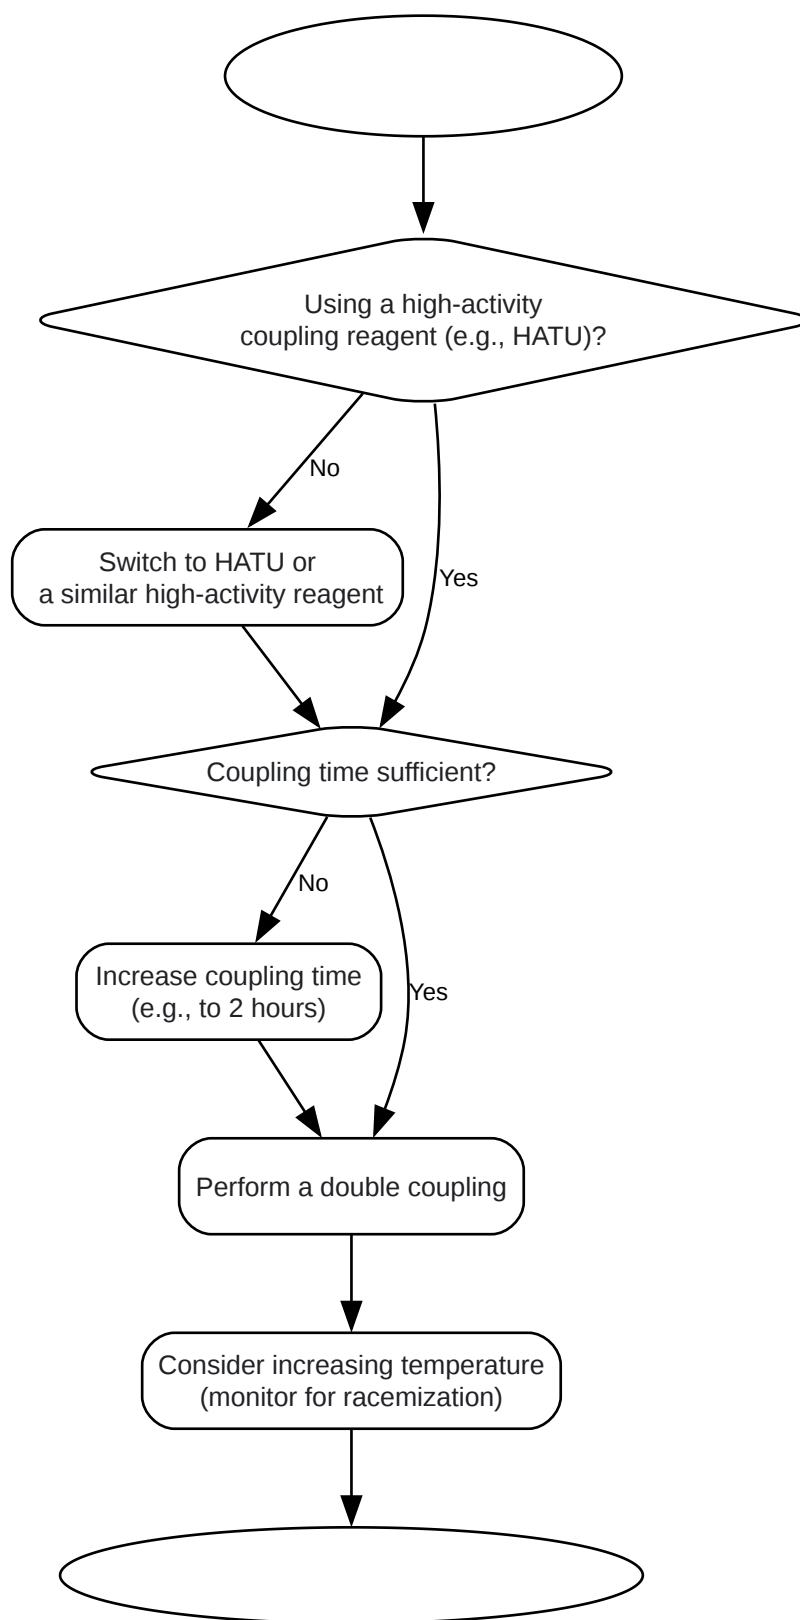 Using a high-activity
coupling reagent (e.g., HATU)?
No
Switch to HATU or
a similar high-activity reagent
Yes
Coupling time sufficient?
No
Increase coupling time
(e.g., to 2 hours)
Yes
Perform a double coupling
Consider increasing temperature
(monitor for racemization)